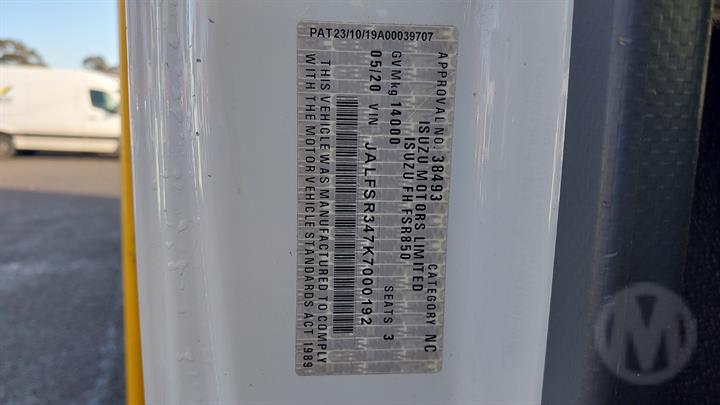 PAT23/10/19A00039707
APPROVAL NO. 38493 CATEGORY NC
ISUZU MOTORS LIMITED
ISUZU FH FSR850
GVM kg 14000 SEATS 3
05/20 VIN JALFSR347K7000192
THIS VEHICLE WAS MANUFACTURED TO COMPLY
WITH THE MOTOR VEHICLE STANDARDS ACT 1989
M